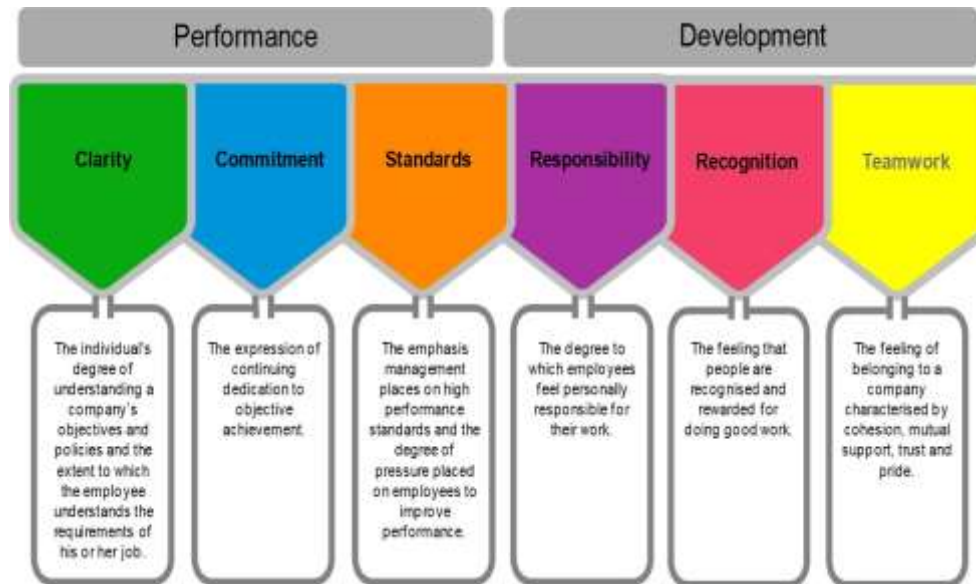 Performance
Development
Clarity
Commitment
Standards
Responsibility
Recognition
Teamwork
The individual's
degree of
understanding a
company's
objectives and
policies and the
extent to which
the employee
understands the
requirements of
his or her job.
The expression of
continuing
dedication to
objective
achievement.
The emphasis
management
places on high
performance
standards and the
degree of
pressure placed
on employees to
improve
performance.
The degree to
which employees
feel personally
responsible for
their work.
The feeling that
people are
recognised and
rewarded for
doing good work.
The feeling of
belonging to a
company
characterised by
cohesion, mutual
support, trust and
pride.